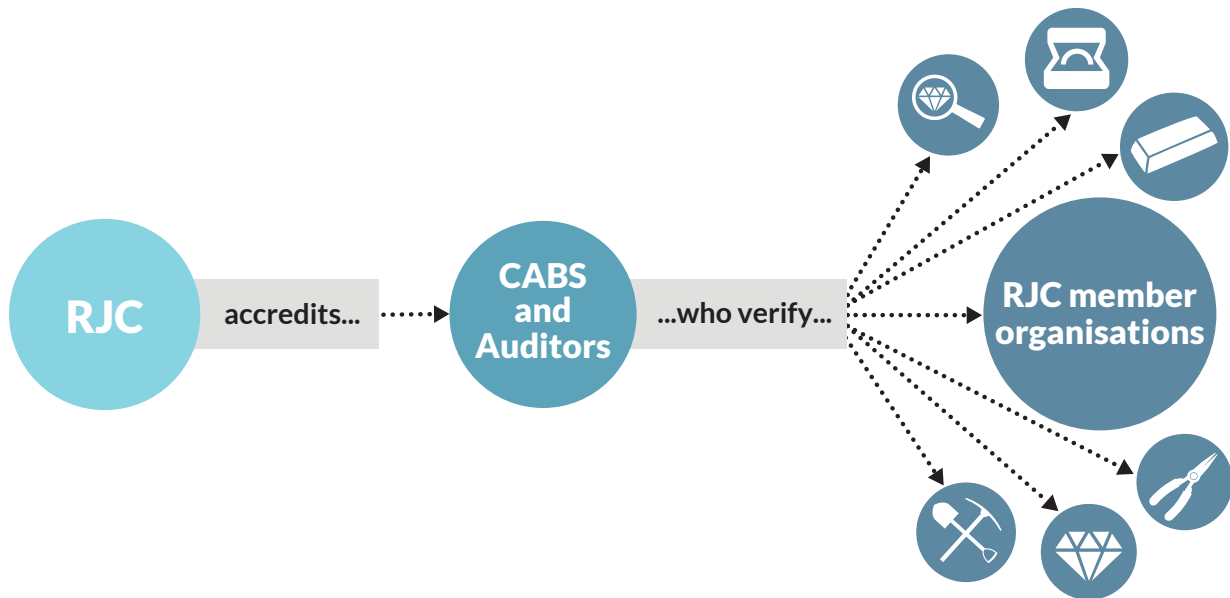 RJC
accredits...
CABS
and
Auditors
...who verify...
RJC member
organisations